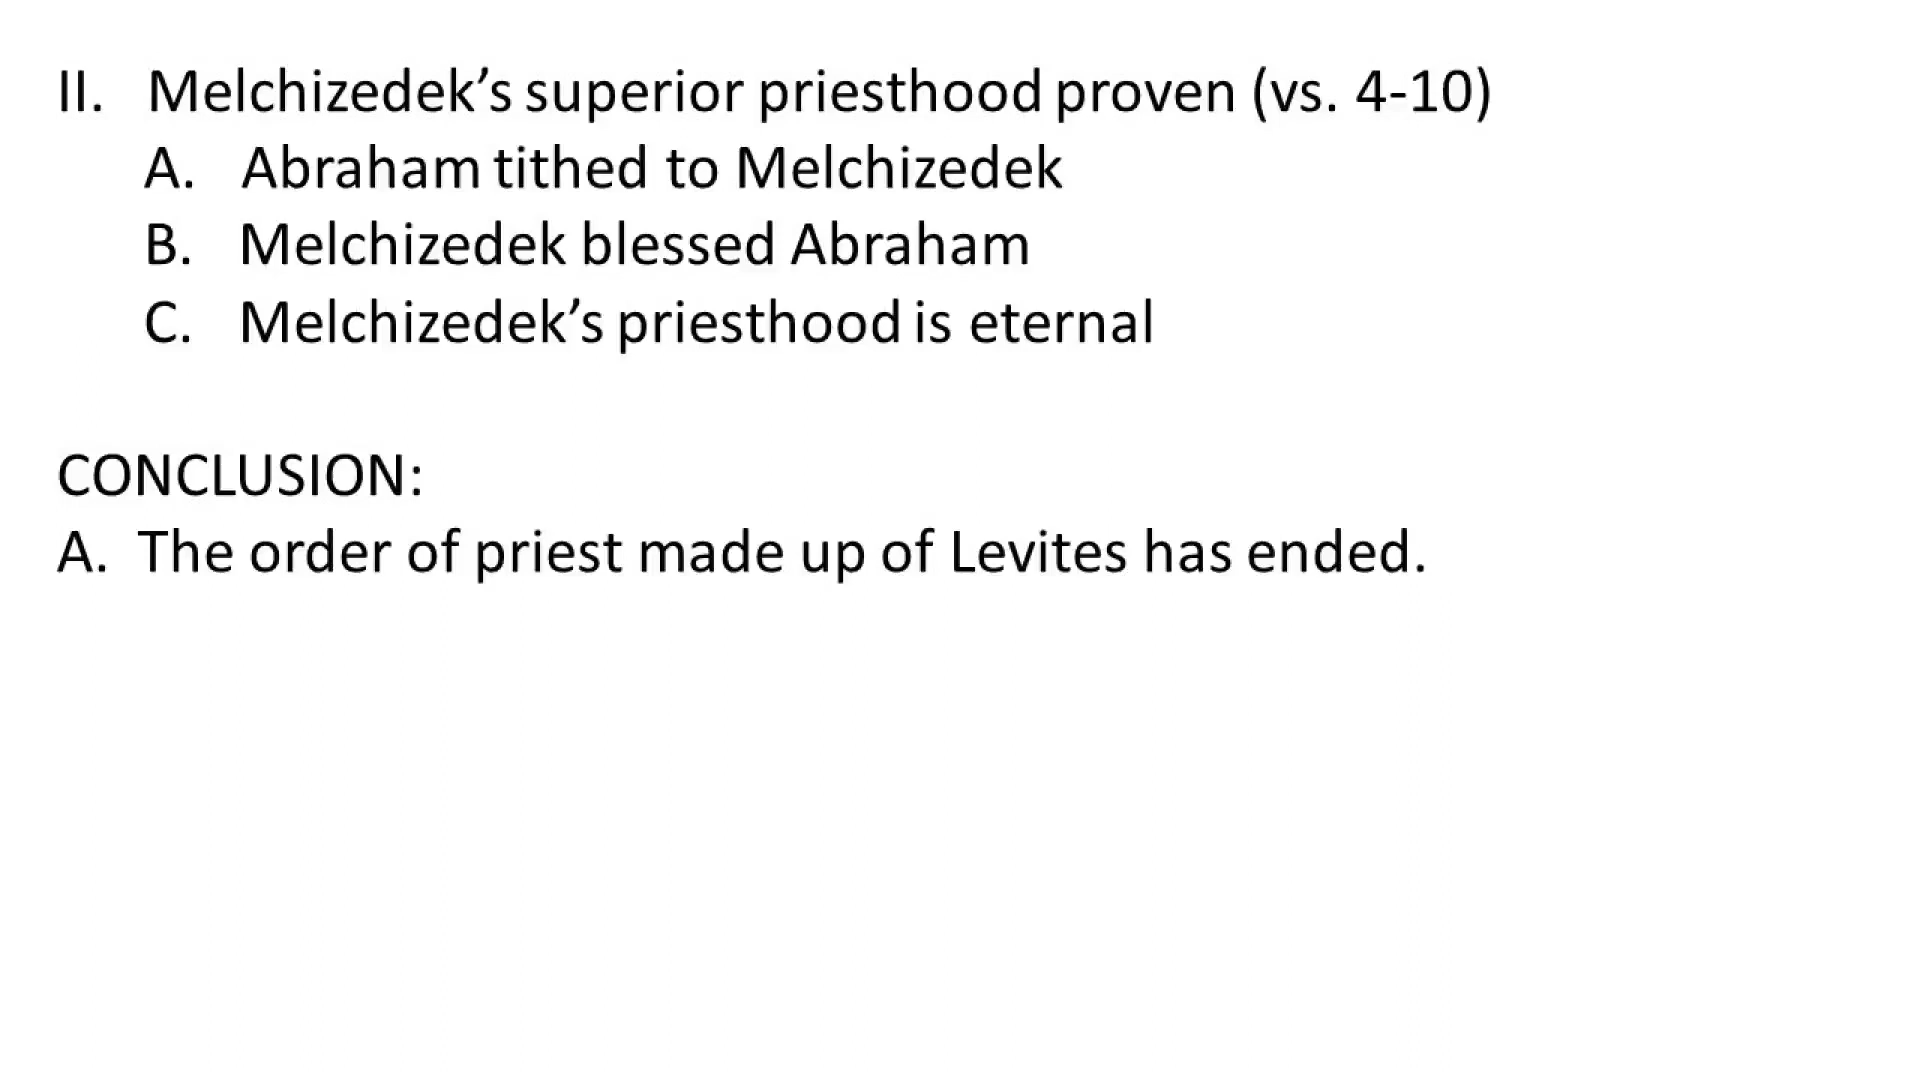 II. Melchizedek’s superior priesthood proven (vs. 4-10)
A. Abraham tithed to Melchizedek
B. Melchizedek blessed Abraham
C. Melchizedek’s priesthood is eternal
CONCLUSION:
A. The order of priest made up of Levites has ended.